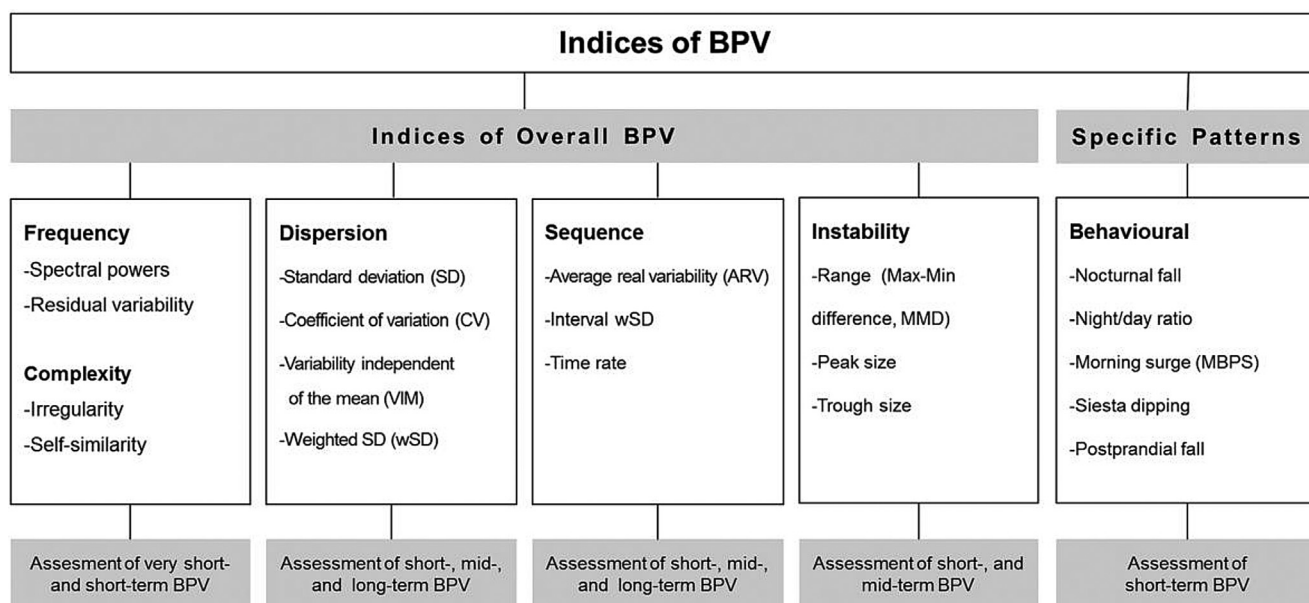 Indices of BPV
Indices of Overall BPV
Specific Patterns
Frequency
-Spectral powers
-Residual variability
Complexity
-Irregularity
-Self-similarity
Dispersion
-Standard deviation (SD)
-Coefficient of variation (CV)
-Variability independent
of the mean (VIM)
-Weighted SD (wSD)
Sequence
-Average real variability (ARV)
-Interval wSD
-Time rate
Instability
-Range (Max-Min
difference, MMD)
-Peak size
-Trough size
Behavioural
-Nocturnal fall
-Night/day ratio
-Morning surge (MBPS)
-Siesta dipping
-Postprandial fall
Assessment of very short-
and short-term BPV
Assessment of short-, mid-,
and long-term BPV
Assessment of short-, mid-,
and long-term BPV
Assessment of short-, and
mid-term BPV
Assessment of
short-term BPV